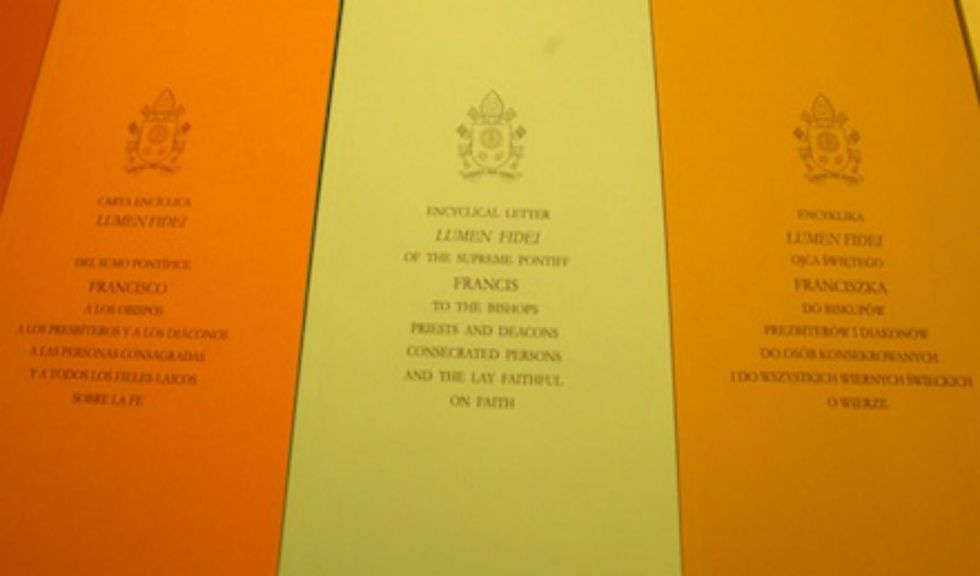 CARTA ENCÍCLICA
LUMEN FIDEI
DEL SUMO PONTÍFICE
FRANCISCO
A LOS OBISPOS
A LOS PRESBÍTEROS Y A LOS DIÁCONOS
A LAS PERSONAS CONSAGRADAS
Y A TODOS LOS FIELES LAICOS
SOBRE LA FE
ENCYCLICAL LETTER
LUMEN FIDEI
OF THE SUPREME PONTIFF
FRANCIS
TO THE BISHOPS
PRIESTS AND DEACONS
CONSECRATED PERSONS
AND THE LAY FAITHFUL
ON FAITH
ENCYKLIKA
LUMEN FIDEI
OJCA ŚWIĘTEGO
FRANCISZKA
DO BISKUPÓW
PREZBITERÓW I DIAKONÓW
DO OSÓB KONSEKROWANYCH
I DO WSZYSTKICH WIERNYCH ŚWIECKICH
O WIERZE